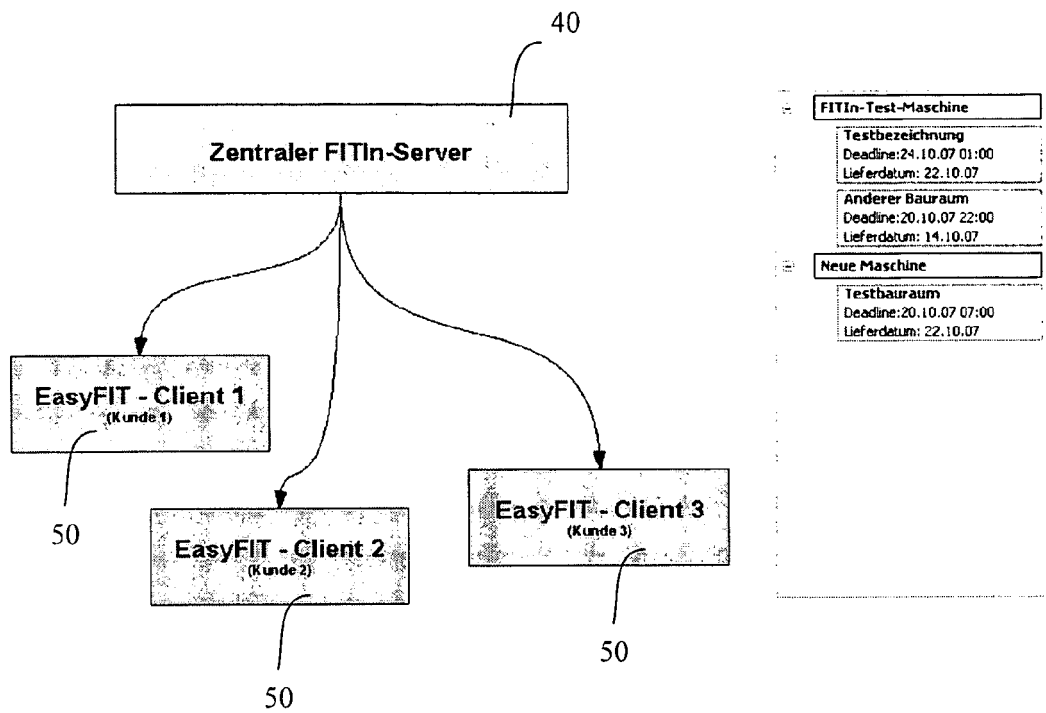 40
Zentraler FITIn-Server
EasyFIT - Client 1
(Kunde 1)
50
EasyFIT - Client 2
(Kunde 2)
50
EasyFIT - Client 3
(Kunde 3)
50
FITIn-Test-Maschine
Testbezeichnung
Deadline:24.10.07 01:00
Lieferdatum: 22.10.07
Anderer Bauraum
Deadline:20.10.07 22:00
Lieferdatum: 14.10.07
Neue Maschine
Testbauraum
Deadline:20.10.07 07:00
Lieferdatum: 22.10.07